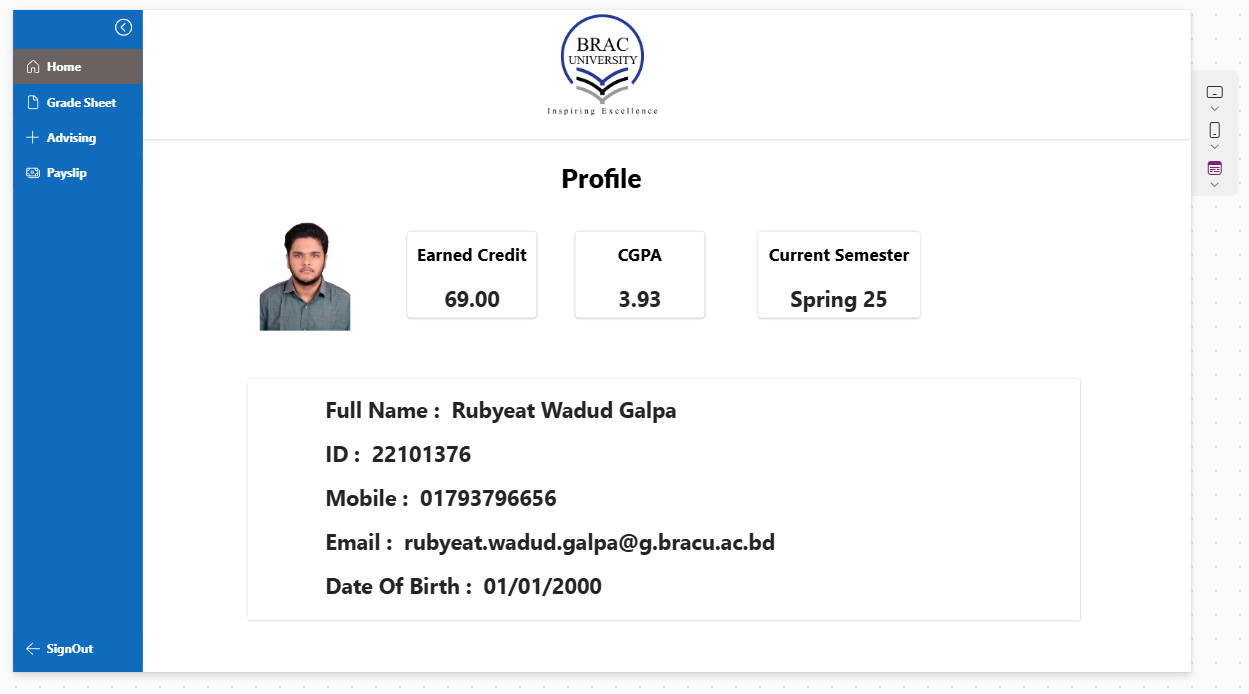 BRAC
UNIVERSITY
Inspiring Excellence
Home
Grade Sheet
Advising
Payslip
SignOut
Profile
Earned Credit
69.00
CGPA
3.93
Current Semester
Spring 25
Full Name : Rubyeat Wadud Galpa
ID : 22101376
Mobile : 01793796656
Email : rubyeat.wadud.galpa@g.bracu.ac.bd
Date Of Birth : 01/01/2000